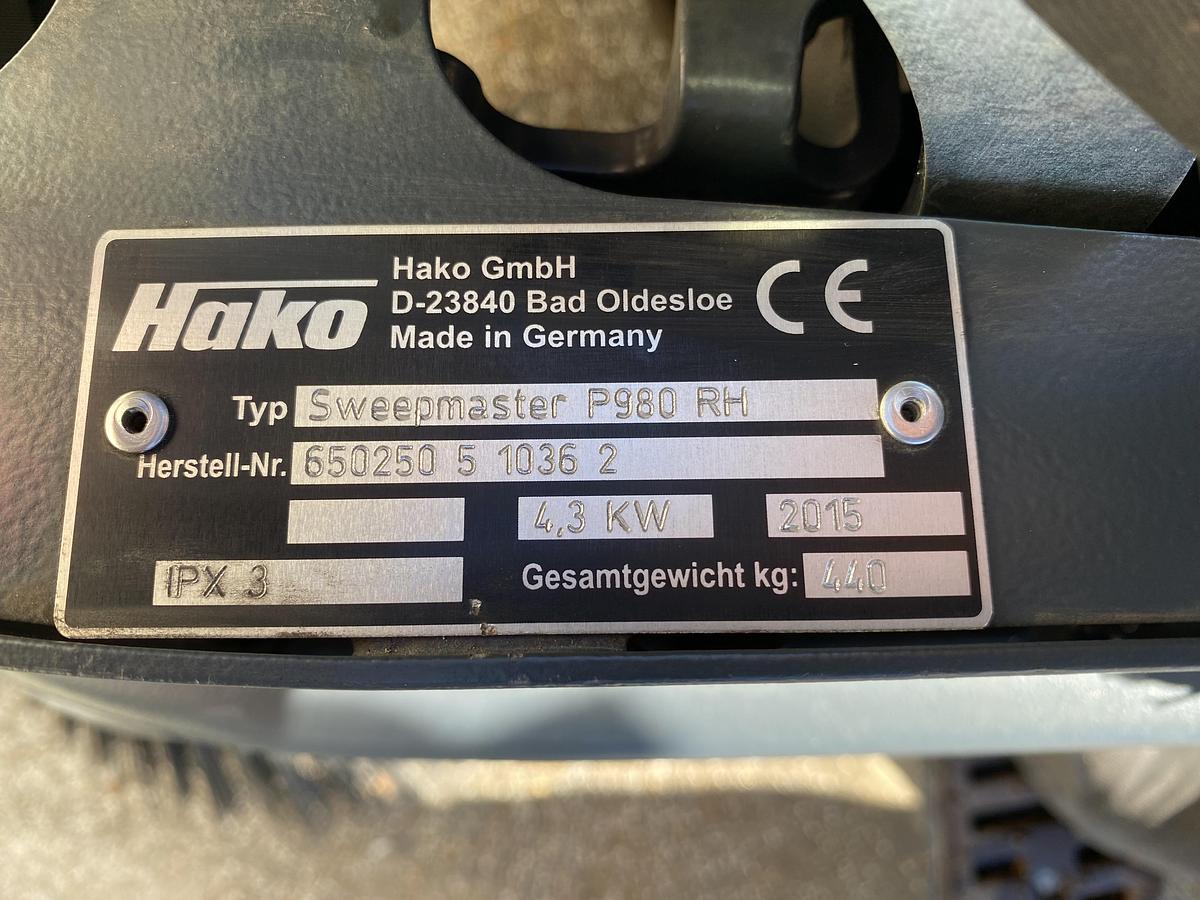 Hako
Hako GmbH
D-23840 Bad Oldesloe
Made in Germany
CE
Typ Sweepmaster P980 RH
Herstell-Nr. 650250 5 1036 2
4,3 KW 2015
IPX 3 Gesamtgewicht kg: 440